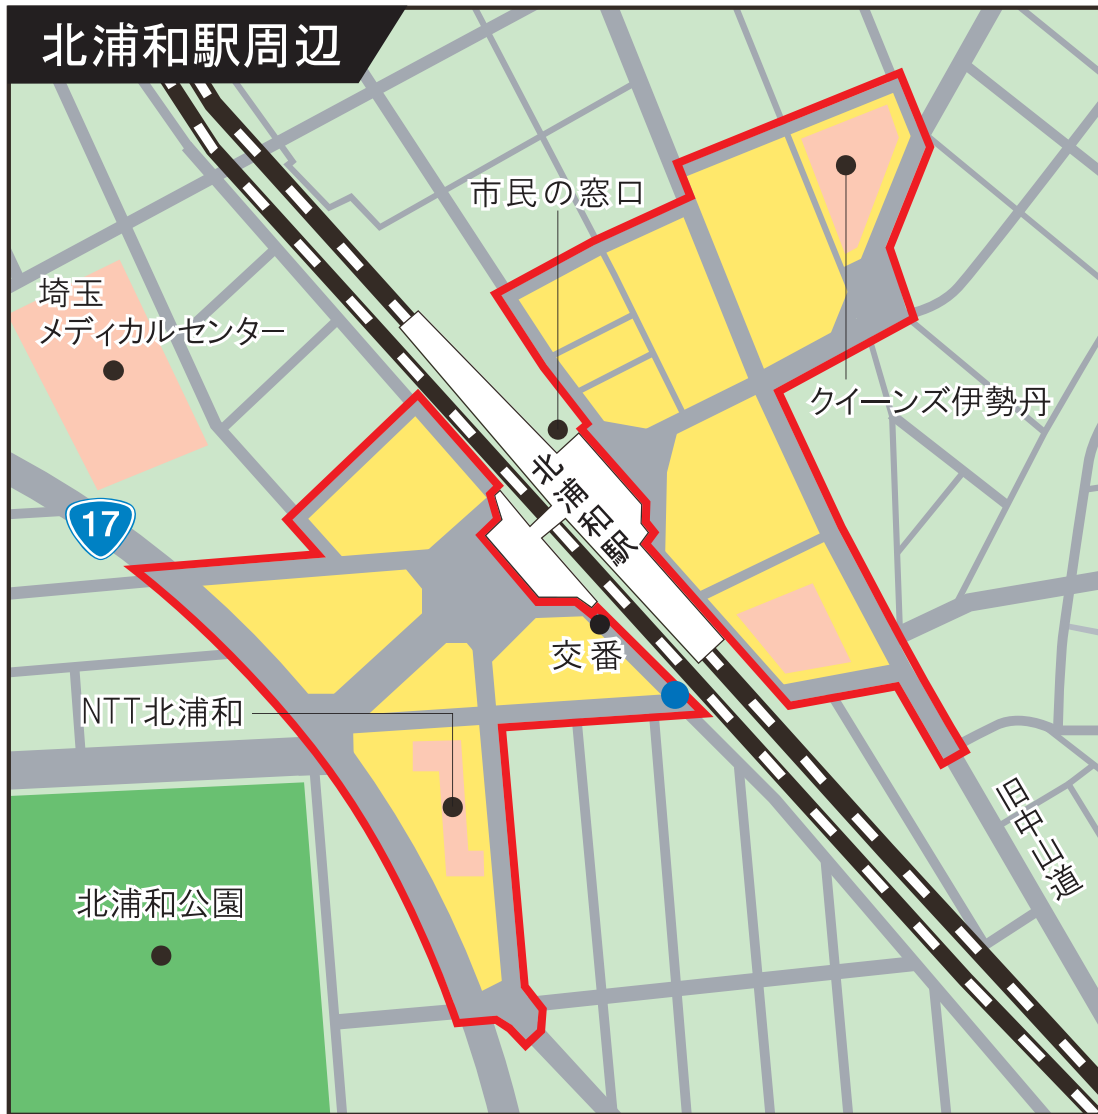 北浦和駅周辺
市民の窓口
埼玉
メディカルセンター
クイーンズ伊勢丹
北浦和駅
17
交番
NTT北浦和
旧中山道
北浦和公園